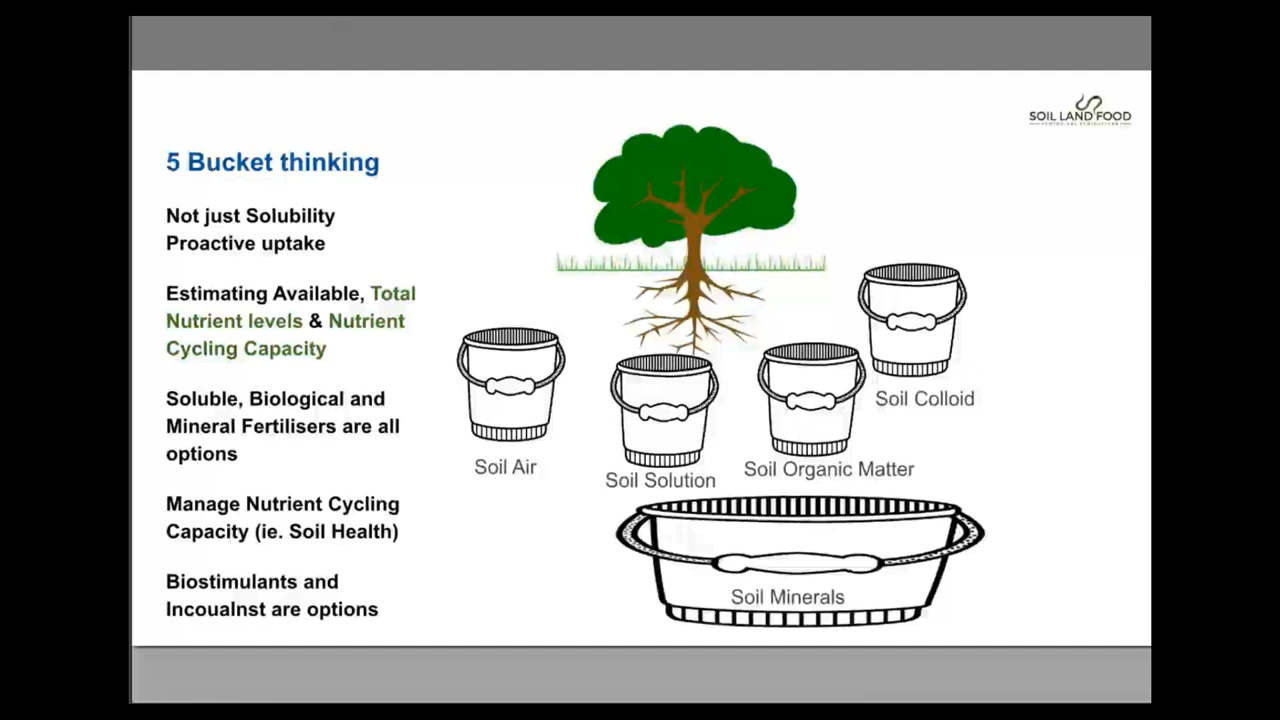 SOIL LAND FOOD
5 Bucket thinking
Not just Solubility
Proactive uptake
Estimating Available, Total
Nutrient levels & Nutrient
Cycling Capacity
Soluble, Biological and
Mineral Fertilisers are all
options
Manage Nutrient Cycling
Capacity (ie. Soil Health)
Biostimulants and
Incoualnst are options
Soil Air
Soil Solution
Soil Organic Matter
Soil Colloid
Soil Minerals